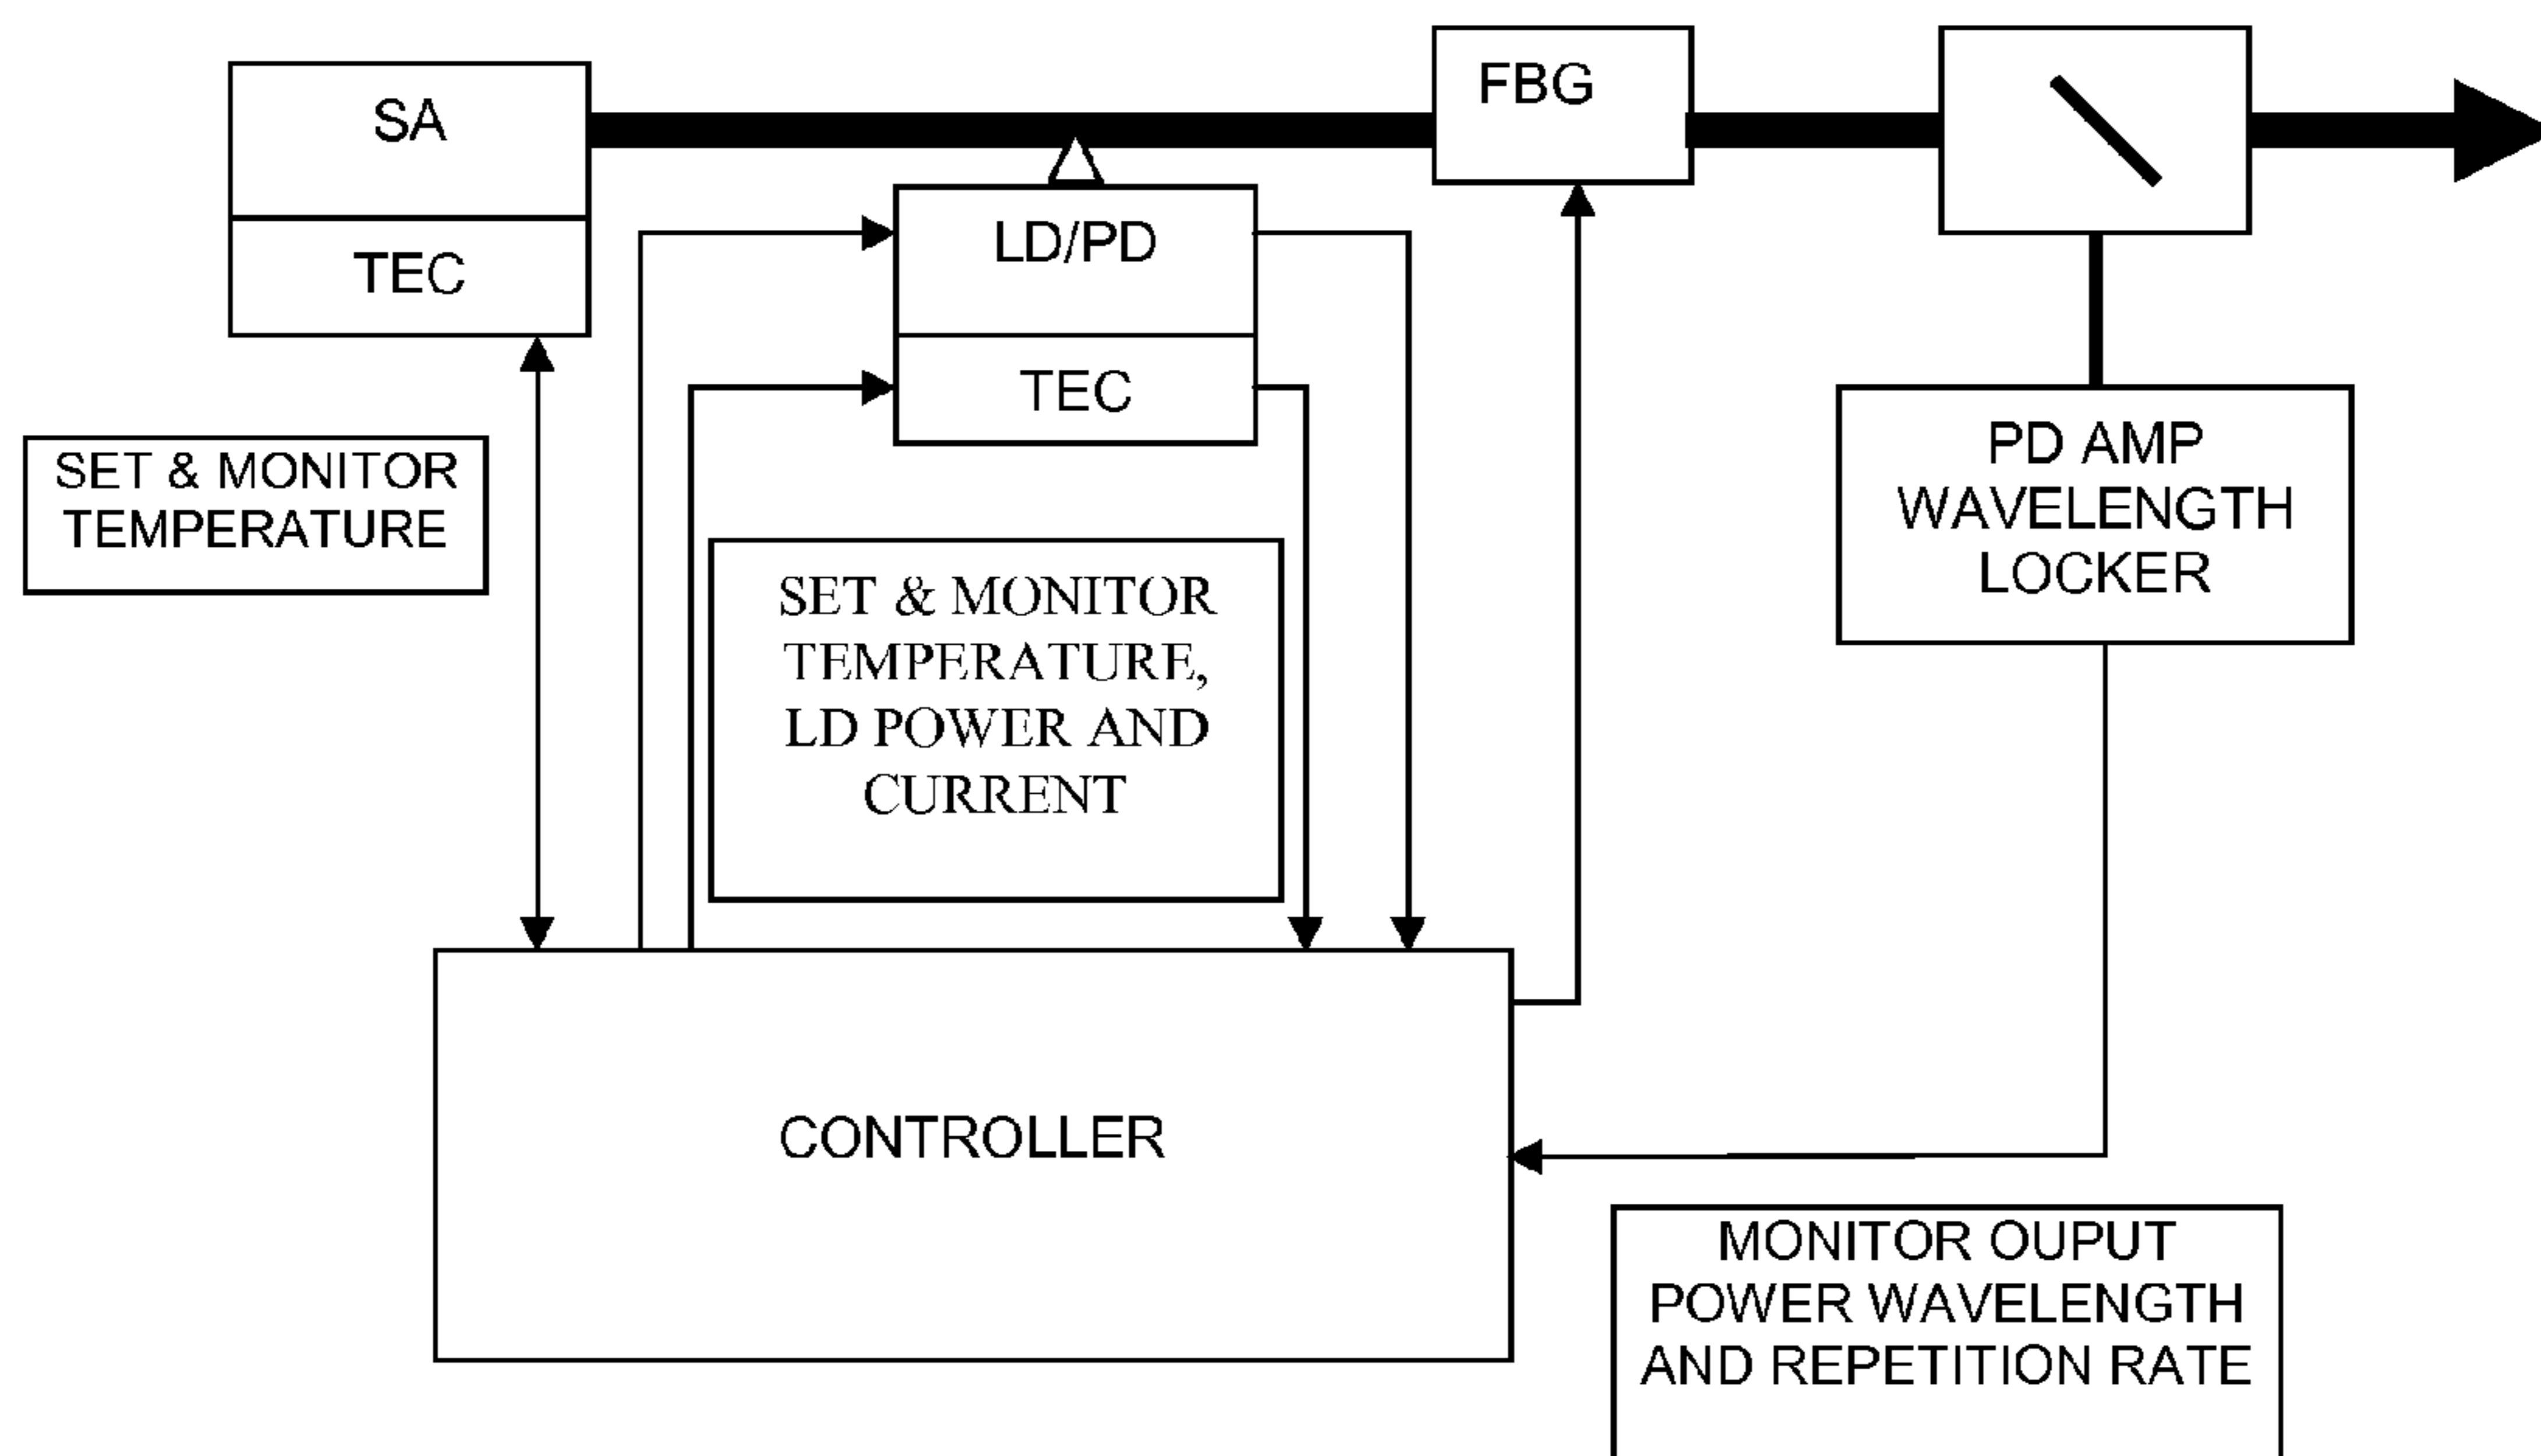 SA
TEC
FBG
LD/PD
TEC
SET & MONITOR
TEMPERATURE
PD AMP
WAVELENGTH
LOCKER
SET & MONITOR
TEMPERATURE,
LD POWER AND
CURRENT
CONTROLLER
MONITOR OUPUT
POWER WAVELENGTH
AND REPETITION RATE